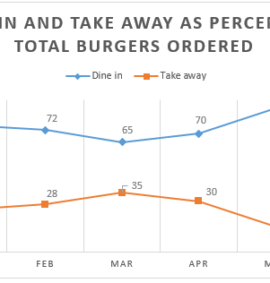 IN AND TAKE AWAY AS PERCE
TOTAL BURGERS ORDERED
Dine in Take away
72 65 70
28 35 30
FEB MAR APR M